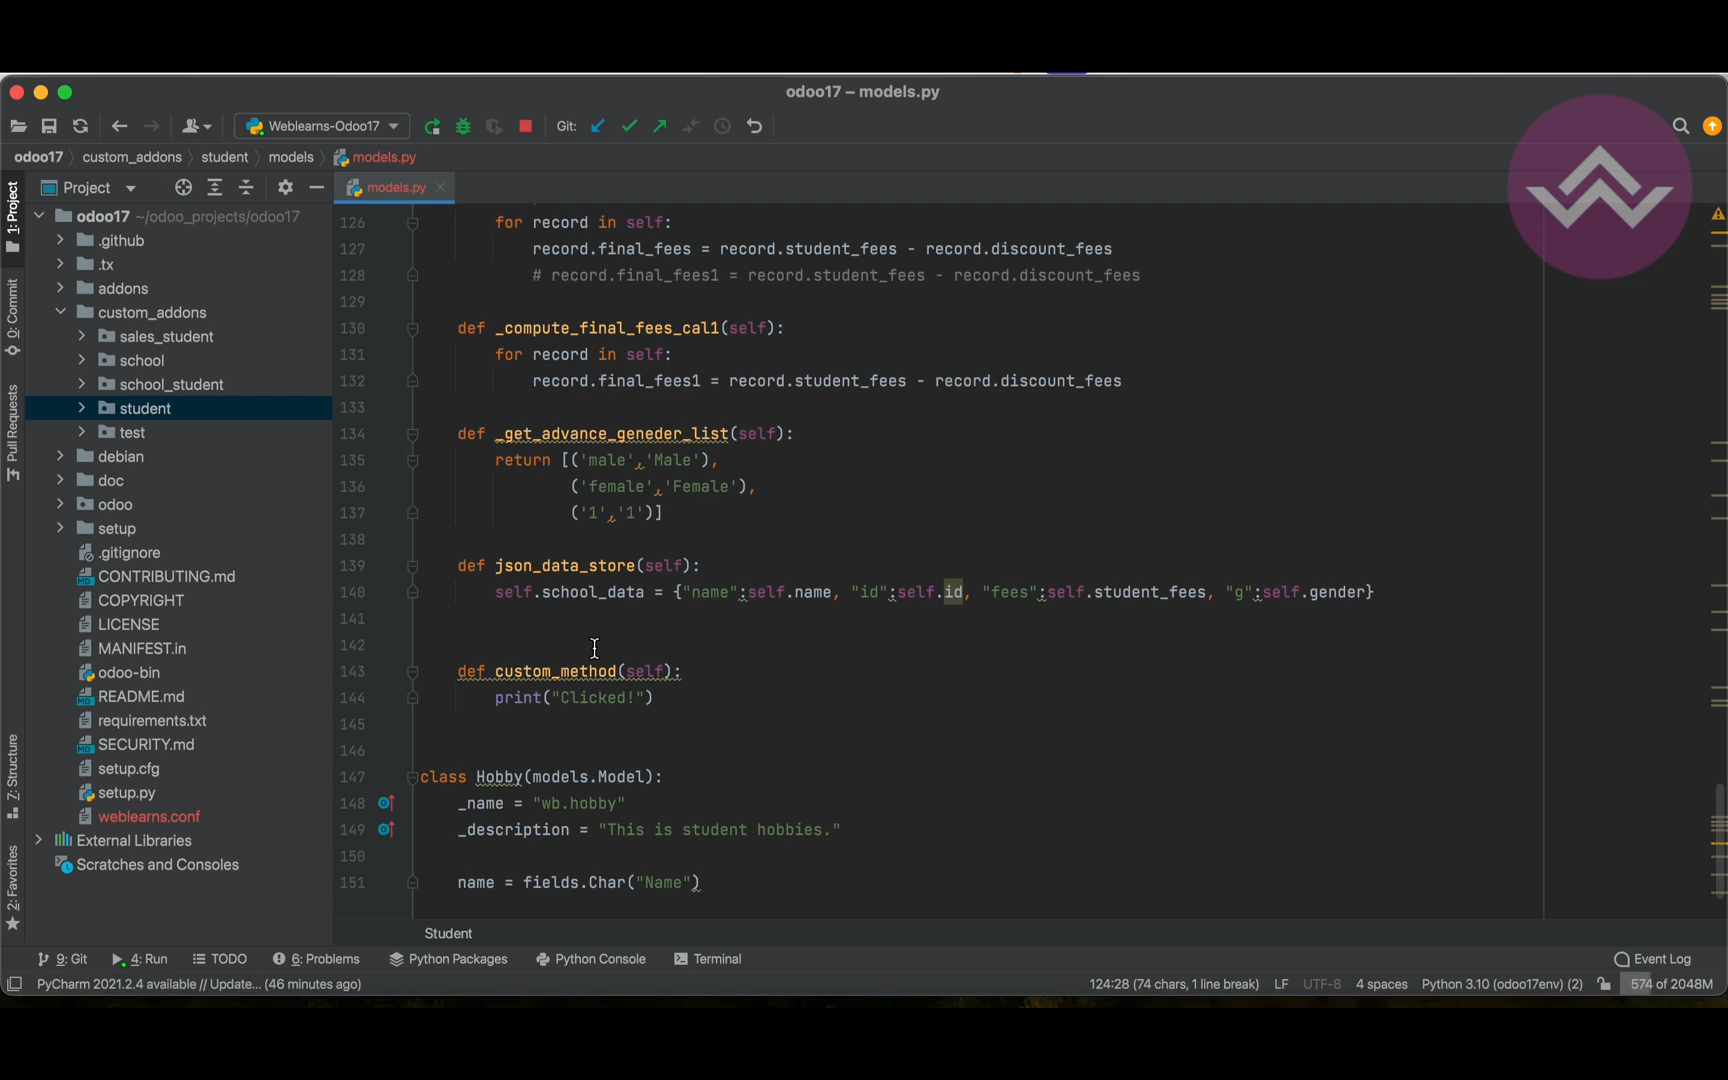 odoo17 – models.py
Weblearns-Odoo17
Git:
odoo17 custom_addons student models models.py
Project
models.py
1: Project
0: Commit
Pull Requests
7: Structure
2: Favorites
odoo17 ~/odoo_projects/odoo17
.github
.tx
addons
custom_addons
sales_student
school
school_student
student
test
debian
doc
odoo
setup
.gitignore
CONTRIBUTING.md
COPYRIGHT
LICENSE
MANIFEST.in
odoo-bin
README.md
requirements.txt
SECURITY.md
setup.cfg
setup.py
weblearns.conf
External Libraries
Scratches and Consoles
126 for record in self:
127 record.final_fees = record.student_fees - record.discount_fees
128 # record.final_fees1 = record.student_fees - record.discount_fees
129
130 def _compute_final_fees_cal1(self):
131 for record in self:
132 record.final_fees1 = record.student_fees - record.discount_fees
133
134 def _get_advance_geneder_list(self):
135 return [('male','Male'),
136 ('female','Female'),
137 ('1','1')]
138
139 def json_data_store(self):
140 self.school_data = {"name":self.name, "id":self.id, "fees":self.student_fees, "g":self.gender}
141
142
143 def custom_method(self):
144 print("Clicked!")
145
146
147 class Hobby(models.Model):
148 _name = "wb.hobby"
149 _description = "This is student hobbies."
150
151 name = fields.Char("Name")
Student
9: Git 4: Run TODO 6: Problems Python Packages Python Console Terminal Event Log
PyCharm 2021.2.4 available // Update... (46 minutes ago) 124:28 (74 chars, 1 line break) LF UTF-8 4 spaces Python 3.10 (odoo17env) (2) 574 of 2048M